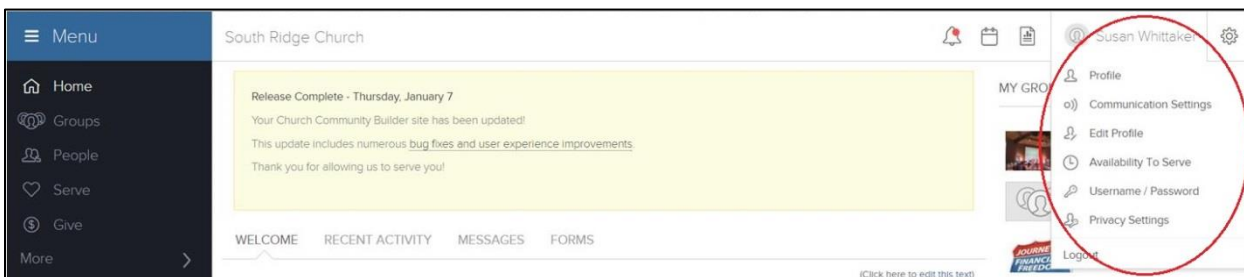 Menu
South Ridge Church
Susan Whittaker
Home
Groups
People
Serve
Give
More
Release Complete - Thursday, January 7
Your Church Community Builder site has been updated!
This update includes numerous bug fixes and user experience improvements.
Thank you for allowing us to serve you!
WELCOME RECENT ACTIVITY MESSAGES FORMS
(Click here to edit this text)
MY GRO
JOURNEY
FINANCI
FREEDO
Profile
Communication Settings
Edit Profile
Availability To Serve
Username / Password
Privacy Settings
Logout